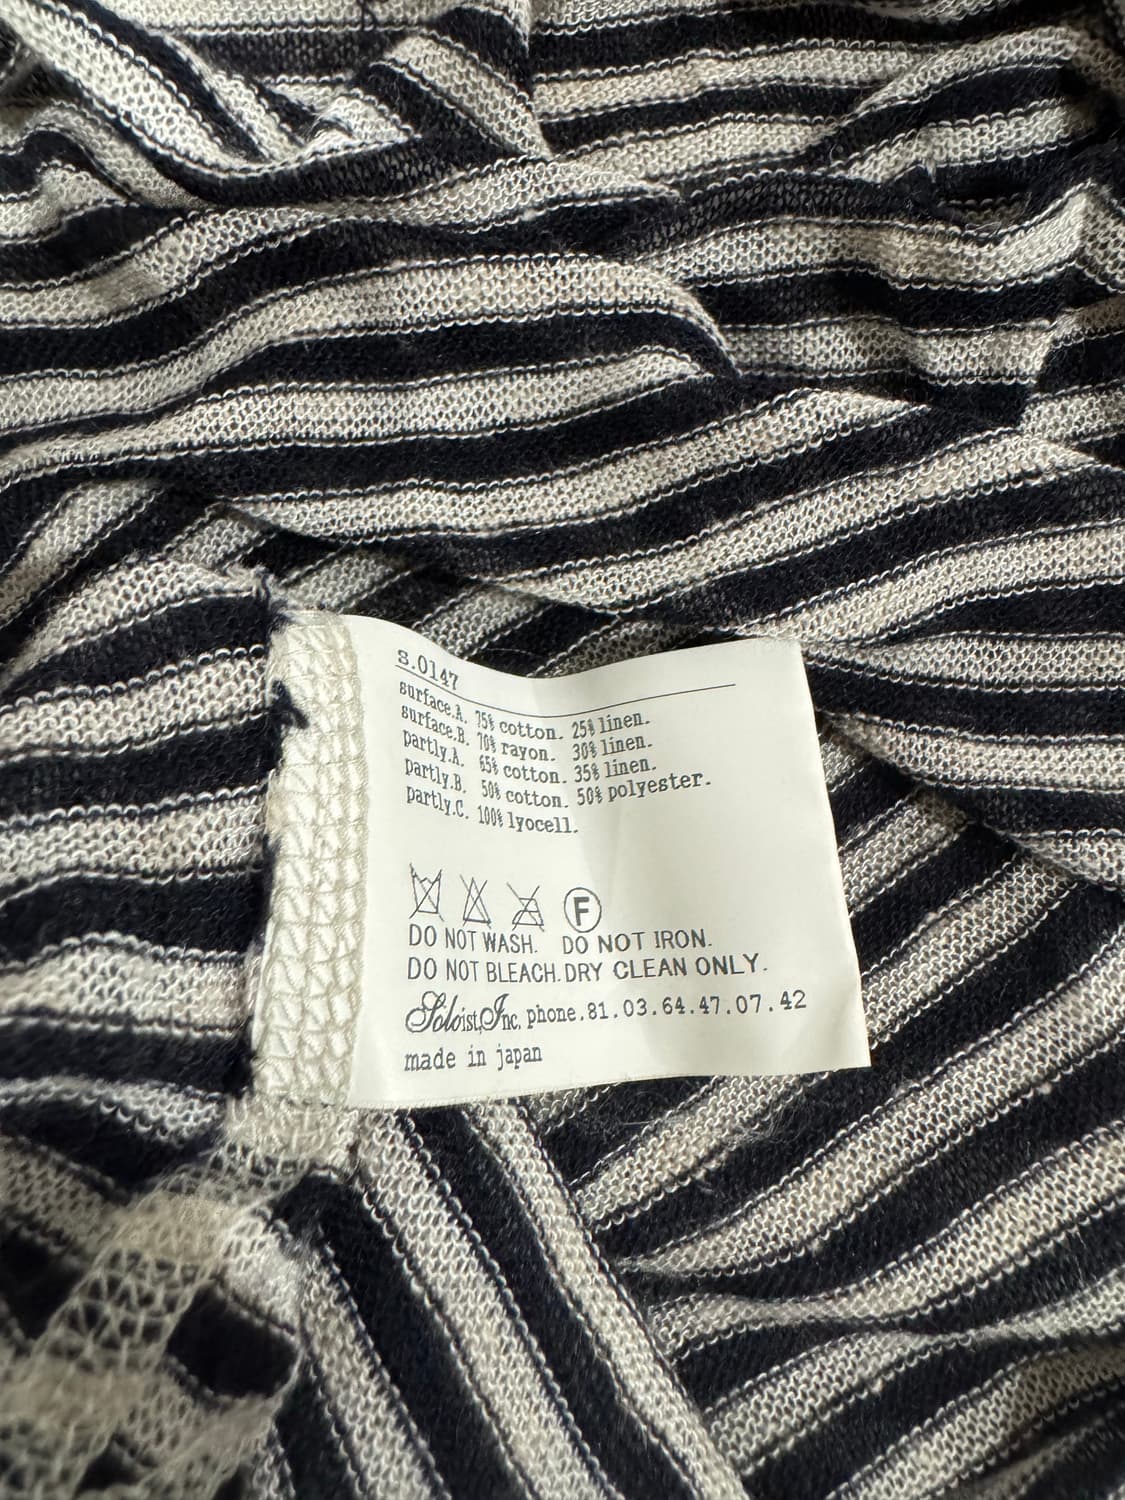 s.0147
surface.A. 75% cotton. 25% linen.
surface.B. 70% rayon. 30% linen.
partly.A. 65% cotton. 35% linen.
partly.B. 50% cotton. 50% polyester.
partly.C. 100% lyocell.
F
DO NOT WASH. DO NOT IRON.
DO NOT BLEACH. DRY CLEAN ONLY.
Soloist, Inc. phone.81.03.64.47.07.42
made in japan